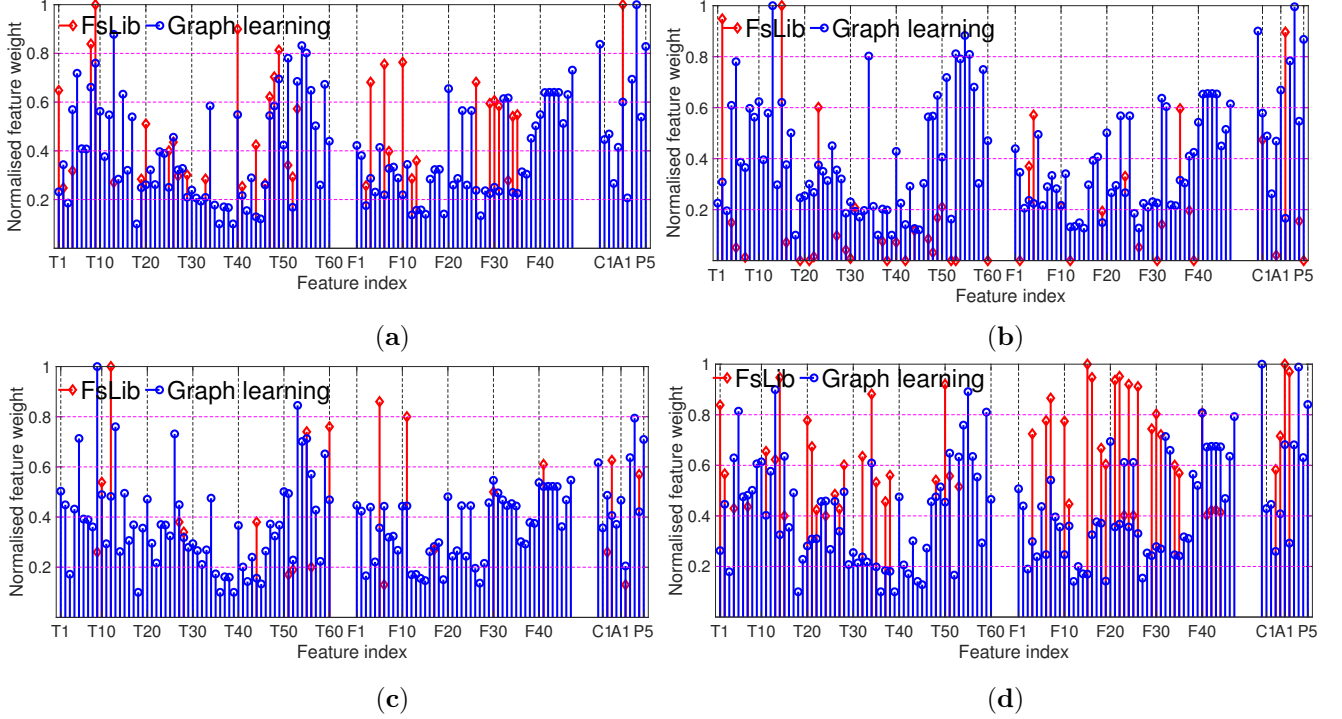 FsLib Graph learning
Normalised feature weight
1
0.8
0.6
0.4
0.2
T1 T10 T20 T30 T40 T50 T60 F1 F10 F20 F30 F40 C1A1 P5
Feature index
(a)
FsLib Graph learning
Normalised feature weight
1
0.8
0.6
0.4
0.2
T1 T10 T20 T30 T40 T50 T60 F1 F10 F20 F30 F40 C1A1 P5
Feature index
(b)
FsLib Graph learning
Normalised feature weight
1
0.8
0.6
0.4
0.2
T1 T10 T20 T30 T40 T50 T60 F1 F10 F20 F30 F40 C1A1 P5
Feature index
(c)
FsLib Graph learning
Normalised feature weight
1
0.8
0.6
0.4
0.2
T1 T10 T20 T30 T40 T50 T60 F1 F10 F20 F30 F40 C1A1 P5
Feature index
(d)